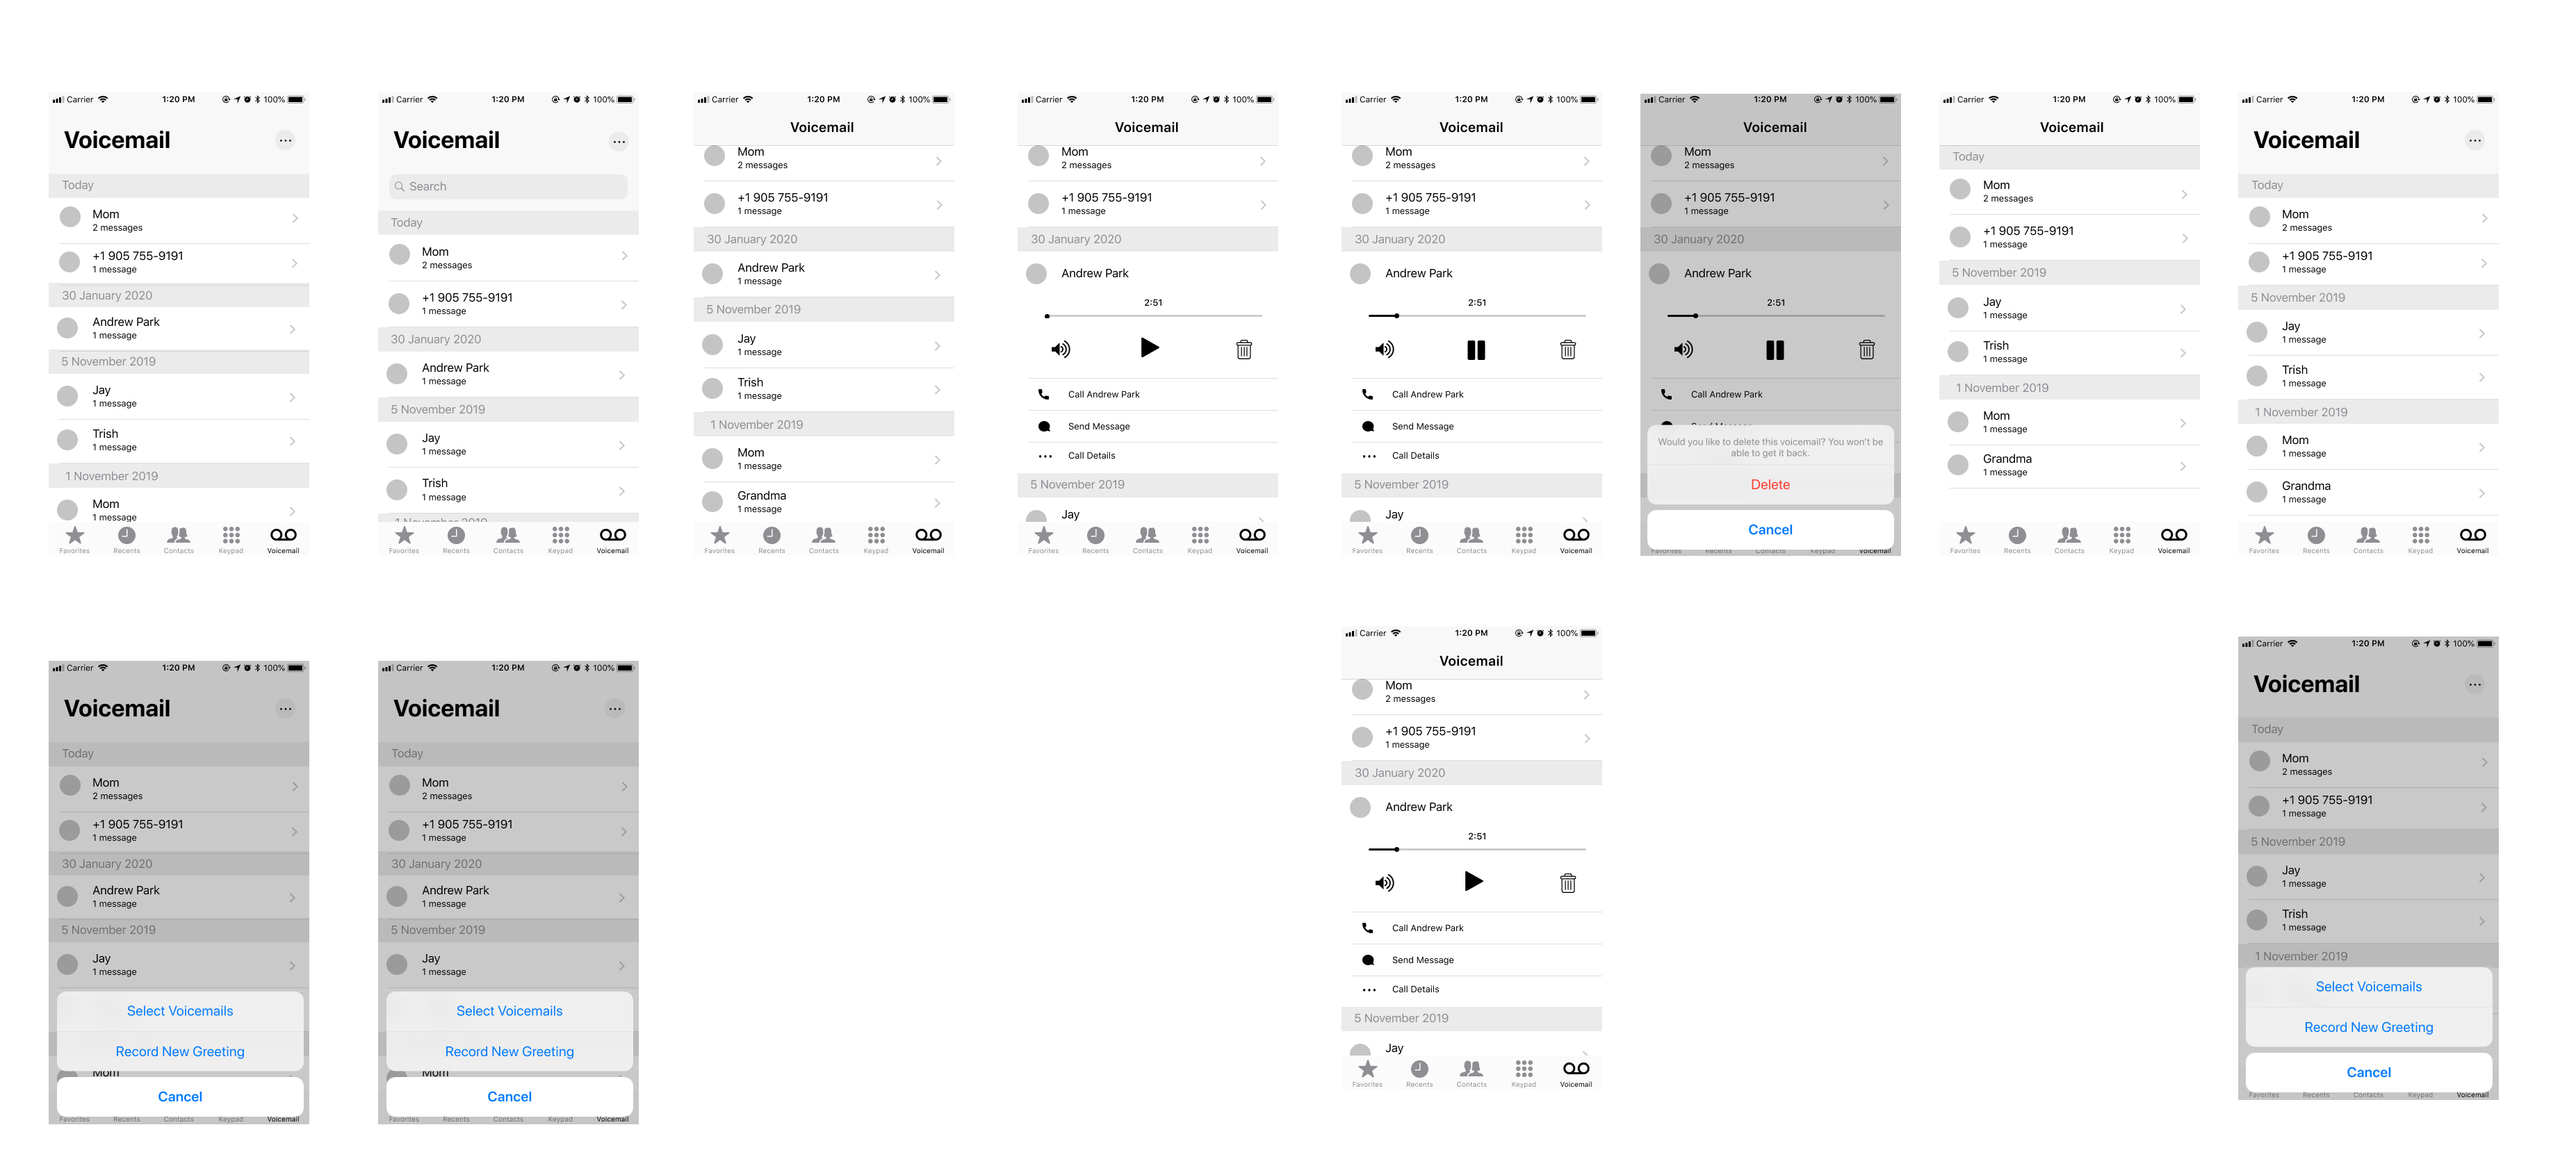 Carrier
1:20 PM
100%
Voicemail
Today
Mom
2 messages
+1 905 755-9191
1 message
30 January 2020
Andrew Park
1 message
5 November 2019
Jay
1 message
Trish
1 message
1 November 2019
Mom
1 message
Favorites
Recents
Contacts
Keypad
Voicemail
Carrier
1:20 PM
100%
Voicemail
Search
Today
Mom
2 messages
+1 905 755-9191
1 message
30 January 2020
Andrew Park
1 message
5 November 2019
Jay
1 message
Trish
1 message
1 November 2019
Favorites
Recents
Contacts
Keypad
Voicemail
Carrier
1:20 PM
100%
Voicemail
Mom
2 messages
+1 905 755-9191
1 message
30 January 2020
Andrew Park
1 message
5 November 2019
Jay
1 message
Trish
1 message
1 November 2019
Mom
1 message
Grandma
1 message
Favorites
Recents
Contacts
Keypad
Voicemail
Carrier
1:20 PM
100%
Voicemail
Mom
2 messages
+1 905 755-9191
1 message
30 January 2020
Andrew Park
2:51
Call Andrew Park
Send Message
Call Details
5 November 2019
Jay
Favorites
Recents
Contacts
Keypad
Voicemail
Carrier
1:20 PM
100%
Voicemail
Mom
2 messages
+1 905 755-9191
1 message
30 January 2020
Andrew Park
2:51
Call Andrew Park
Send Message
Call Details
5 November 2019
Jay
Favorites
Recents
Contacts
Keypad
Voicemail
Carrier
1:20 PM
100%
Voicemail
Mom
2 messages
+1 905 755-9191
1 message
30 January 2020
Andrew Park
2:51
Call Andrew Park
Send Message
Would you like to delete this voicemail? You won't be
able to get it back.
Delete
Cancel
Favorites
Recents
Contacts
Keypad
Voicemail
Carrier
1:20 PM
100%
Voicemail
Today
Mom
2 messages
+1 905 755-9191
1 message
5 November 2019
Jay
1 message
Trish
1 message
1 November 2019
Mom
1 message
Grandma
1 message
Favorites
Recents
Contacts
Keypad
Voicemail
Carrier
1:20 PM
100%
Voicemail
Today
Mom
2 messages
+1 905 755-9191
1 message
5 November 2019
Jay
1 message
Trish
1 message
1 November 2019
Mom
1 message
Grandma
1 message
Favorites
Recents
Contacts
Keypad
Voicemail
Carrier
1:20 PM
100%
Voicemail
Today
Mom
2 messages
+1 905 755-9191
1 message
30 January 2020
Andrew Park
1 message
5 November 2019
Jay
1 message
Select Voicemails
Record New Greeting
Mom
Cancel
Favorites
Recents
Contacts
Keypad
Voicemail
Carrier
1:20 PM
100%
Voicemail
Today
Mom
2 messages
+1 905 755-9191
1 message
30 January 2020
Andrew Park
1 message
5 November 2019
Jay
1 message
Select Voicemails
Record New Greeting
Mom
Cancel
Favorites
Recents
Contacts
Keypad
Voicemail
Carrier
1:20 PM
100%
Voicemail
Mom
2 messages
+1 905 755-9191
1 message
30 January 2020
Andrew Park
2:51
Call Andrew Park
Send Message
Call Details
5 November 2019
Jay
Favorites
Recents
Contacts
Keypad
Voicemail
Carrier
1:20 PM
100%
Voicemail
Today
Mom
2 messages
+1 905 755-9191
1 message
5 November 2019
Jay
1 message
Trish
1 message
1 November 2019
Select Voicemails
Record New Greeting
Cancel
Favorites
Recents
Contacts
Keypad
Voicemail